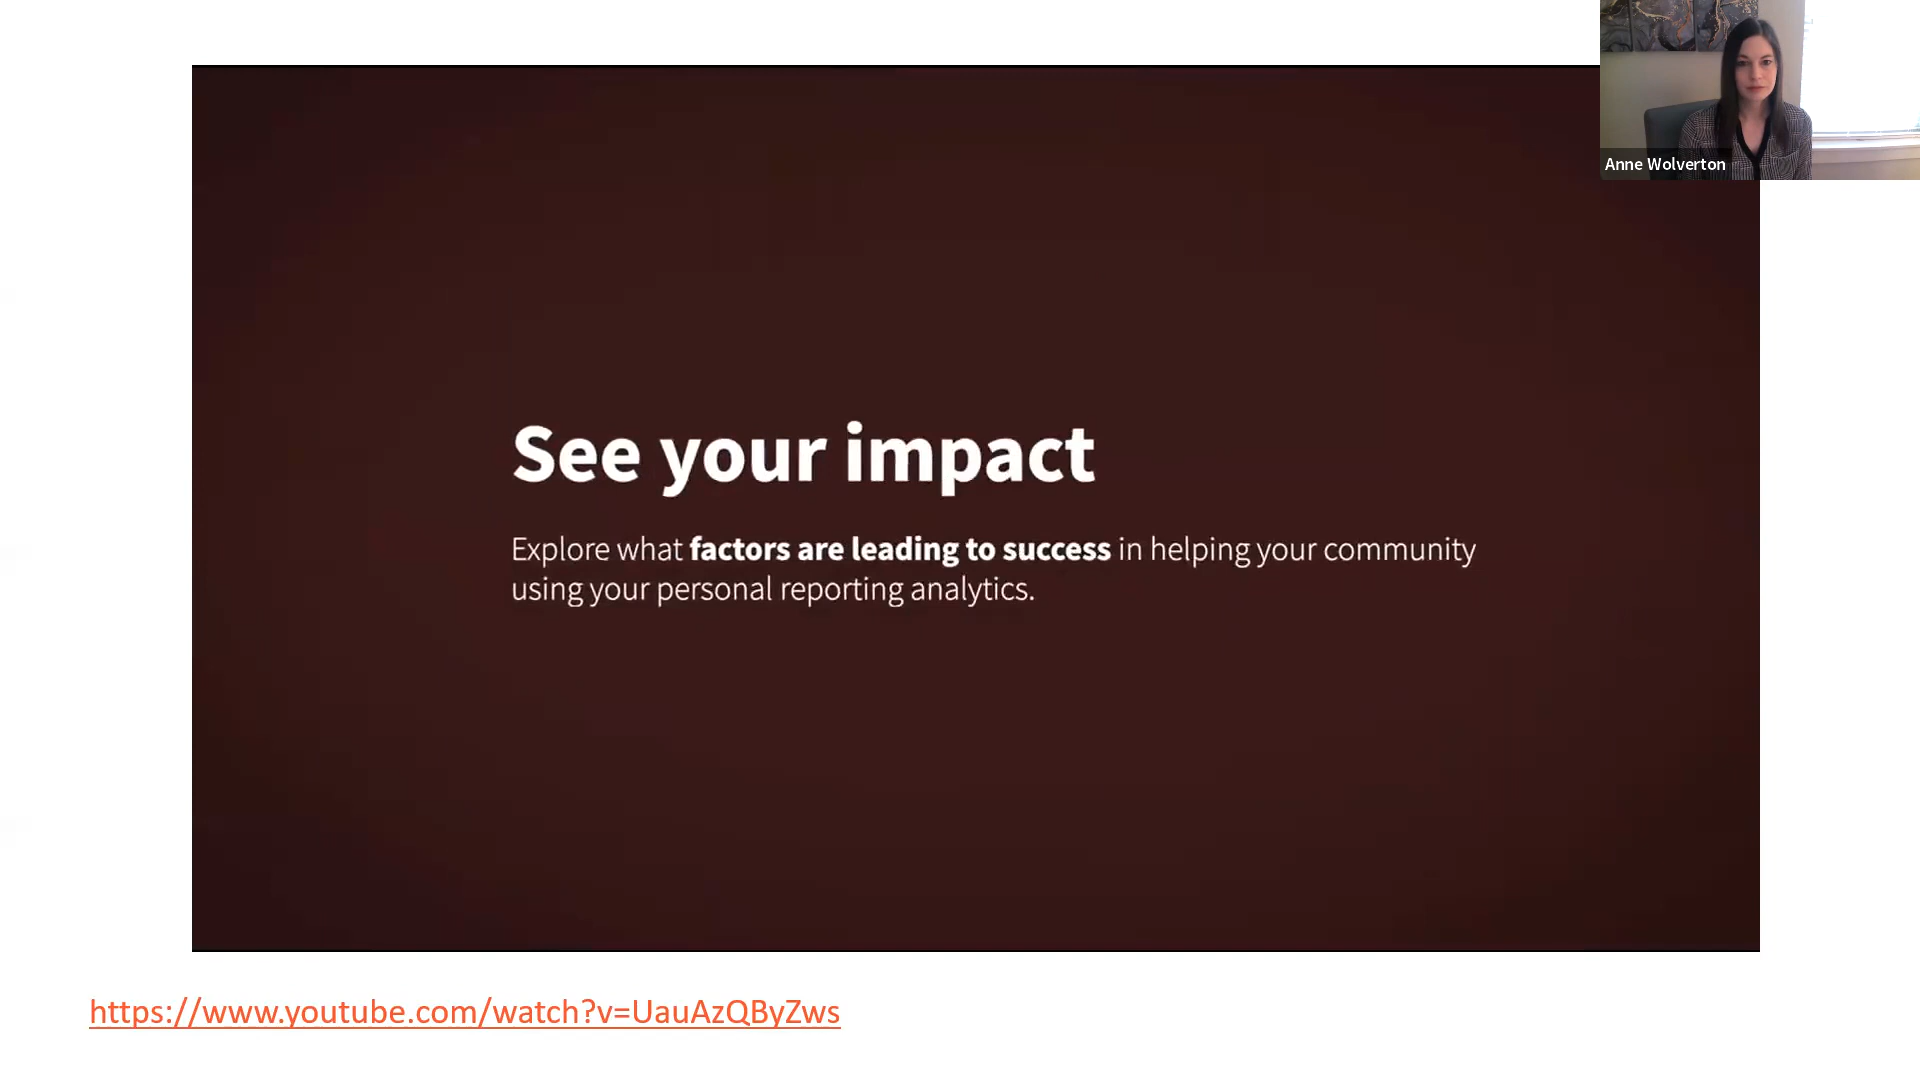 Anne Wolverton
See your impact
Explore what factors are leading to success in helping your community
using your personal reporting analytics.
https://www.youtube.com/watch?v=UauAzQByZws